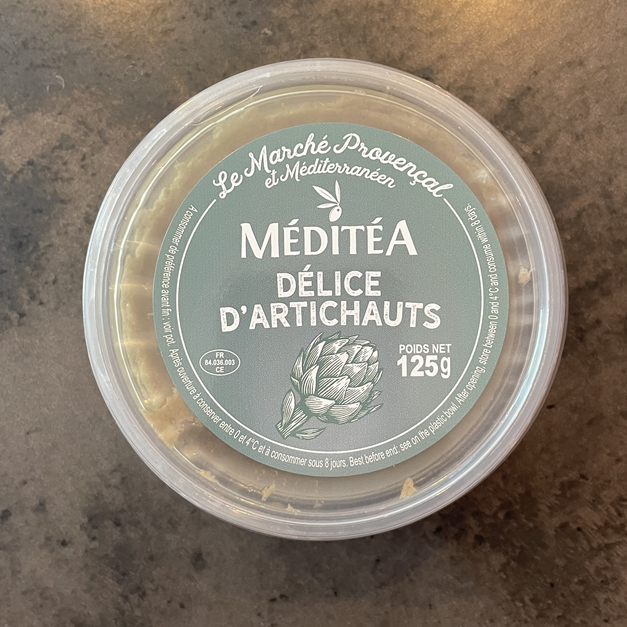 Le Marché Provençal
et Méditerranéen
MÉDITÉA
DÉLICE
D'ARTICHAUTS
POIDS NET
125g
FR
84.036.003
CE
A consommer de préférence avant fin : voir pot. Après ouverture à conserver entre 0 et 4°C et à consommer sous 8 jours. Best before end: see on the plastic bowl. After opening, store between 0 and 4°C and consume within 8 days.